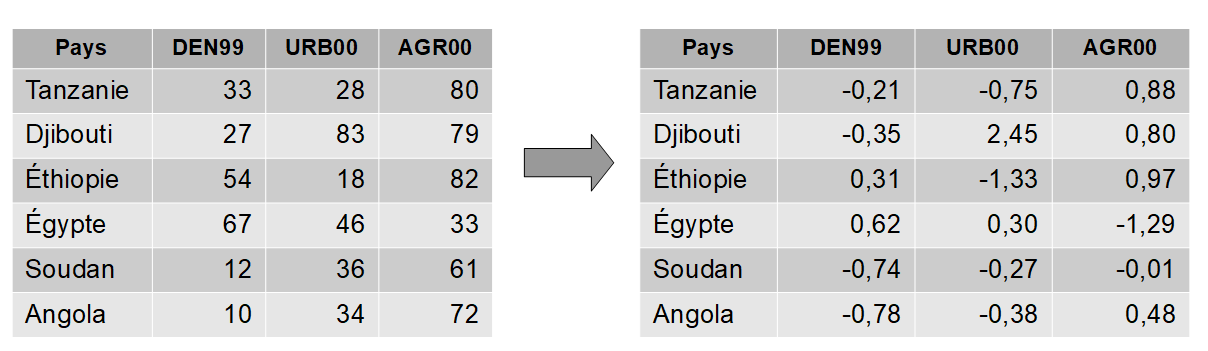 Pays DEN99 URB00 AGR00 Pays DEN99 URB00 AGR00
Tanzanie 33 28 80 Tanzanie -0,21 -0,75 0,88
Djibouti 27 83 79 Djibouti -0,35 2,45 0,80
Éthiopie 54 18 82 Éthiopie 0,31 -1,33 0,97
Égypte 67 46 33 Égypte 0,62 0,30 -1,29
Soudan 12 36 61 Soudan -0,74 -0,27 -0,01
Angola 10 34 72 Angola -0,78 -0,38 0,48